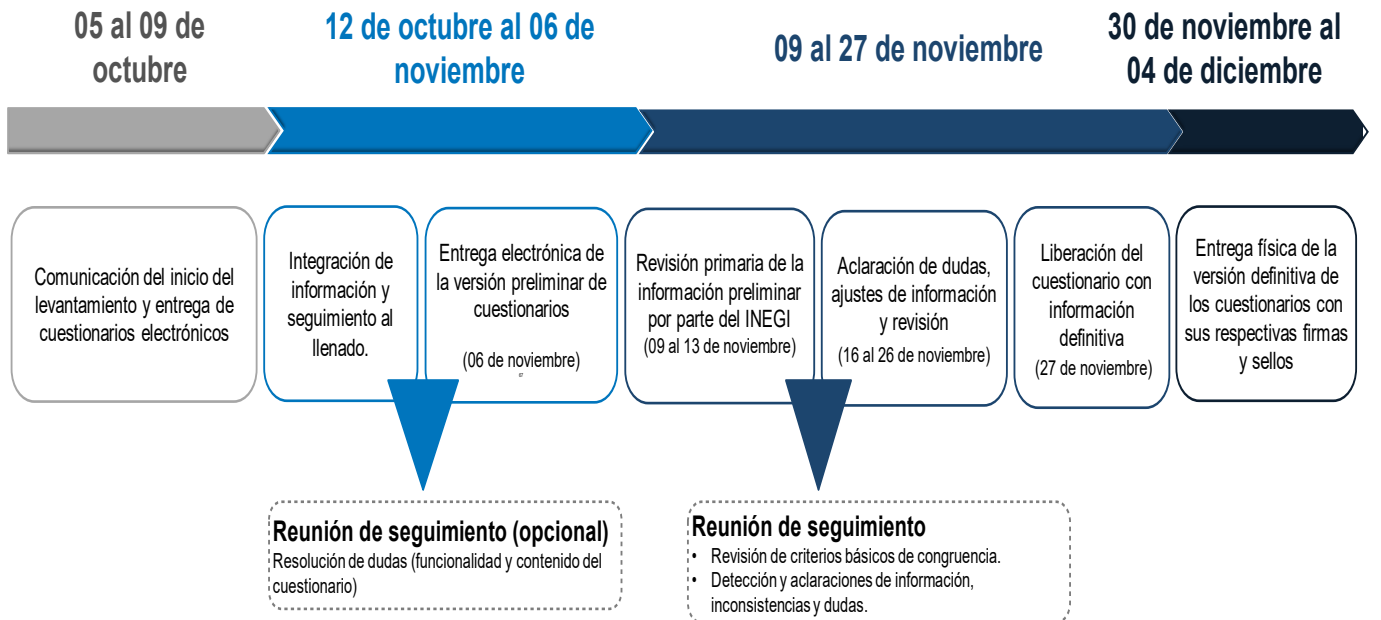 05 al 09 de
octubre
12 de octubre al 06 de
noviembre
09 al 27 de noviembre
30 de noviembre al
04 de diciembre
Comunicación del inicio del
levantamiento y entrega de
cuestionarios electrónicos
Integración de
información y
seguimiento al
llenado.
Entrega electrónica de
la versión preliminar de
cuestionarios
(06 de noviembre)
Revisión primaria de la
información preliminar
por parte del INEGI
(09 al 13 de noviembre)
Aclaración de dudas,
ajustes de información
y revisión
(16 al 26 de noviembre)
Liberación del
cuestionario con
información
definitiva
(27 de noviembre)
Entrega física de la
versión definitiva de
los cuestionarios con
sus respectivas firmas
y sellos
Reunión de seguimiento (opcional)
Resolución de dudas (funcionalidad y contenido del
cuestionario)
Reunión de seguimiento
• Revisión de criterios básicos de congruencia.
• Detección y aclaraciones de información,
inconsistencias y dudas.